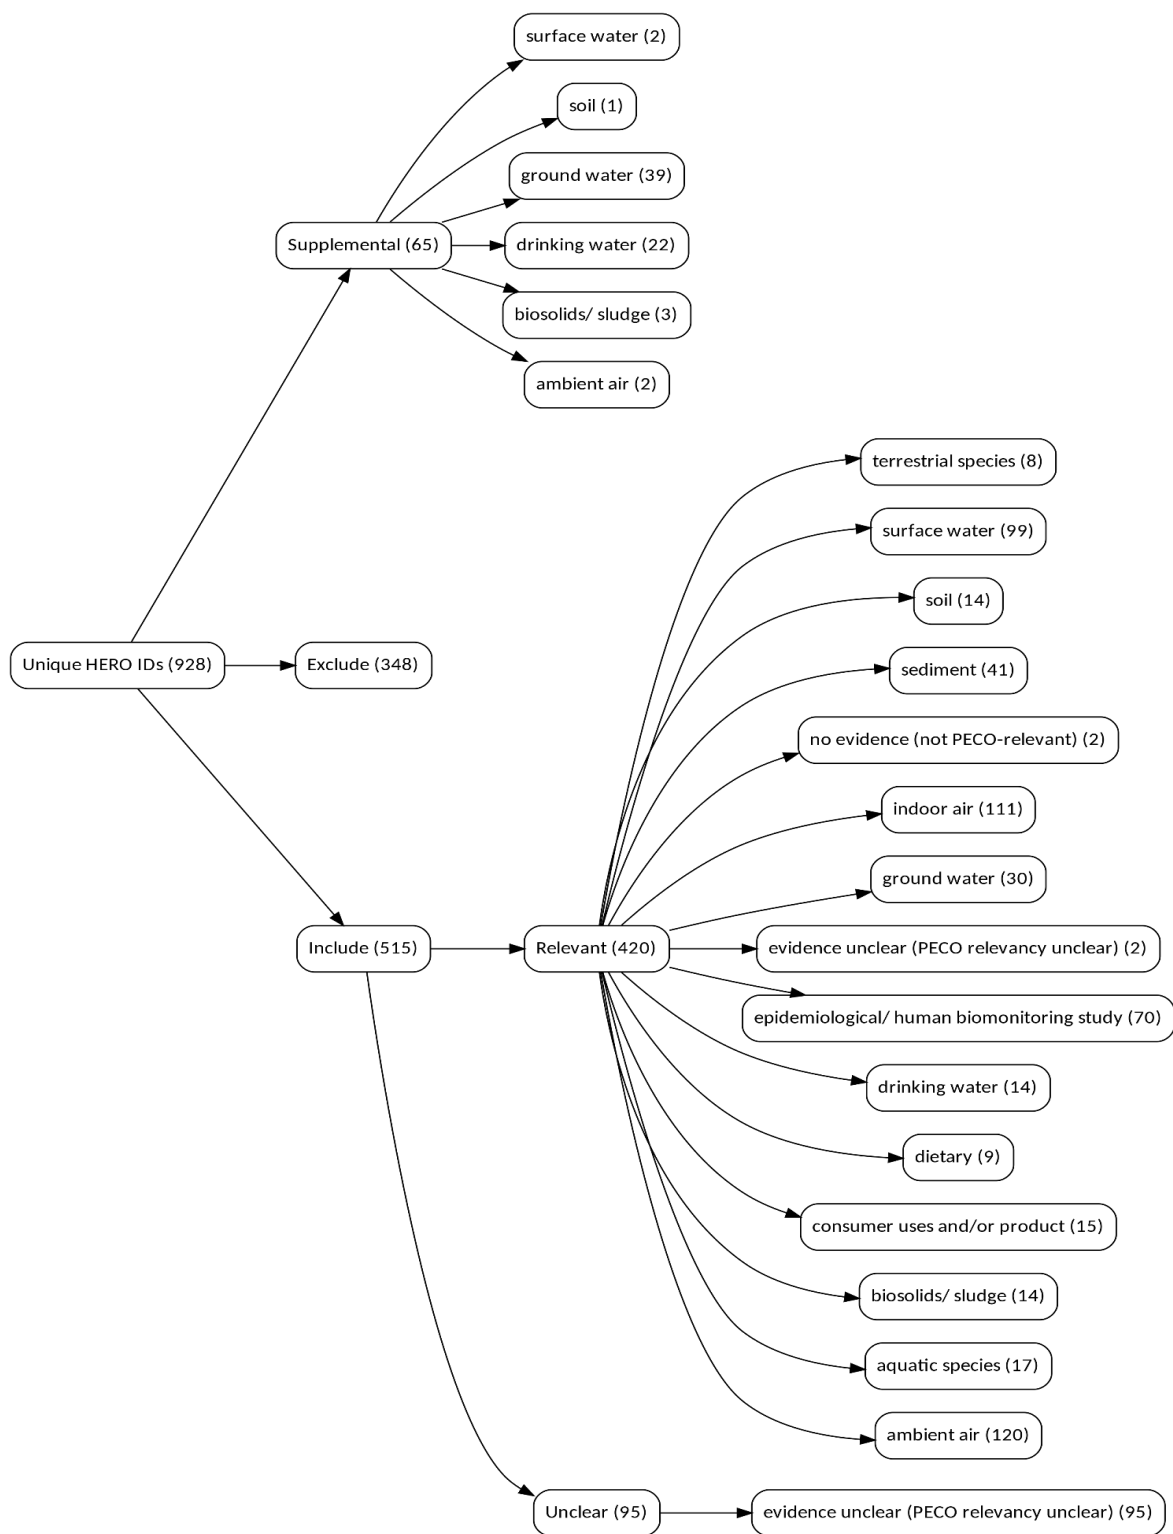 surface water (2)
soil (1)
ground water (39)
Supplemental (65)
drinking water (22)
biosolids/ sludge (3)
ambient air (2)
terrestrial species (8)
surface water (99)
soil (14)
Unique HERO IDs (928)
Exclude (348)
sediment (41)
no evidence (not PECO-relevant) (2)
indoor air (111)
ground water (30)
Include (515)
Relevant (420)
evidence unclear (PECO relevancy unclear) (2)
epidemiological/ human biomonitoring study (70)
drinking water (14)
dietary (9)
consumer uses and/or product (15)
biosolids/ sludge (14)
aquatic species (17)
ambient air (120)
Unclear (95)
evidence unclear (PECO relevancy unclear) (95)